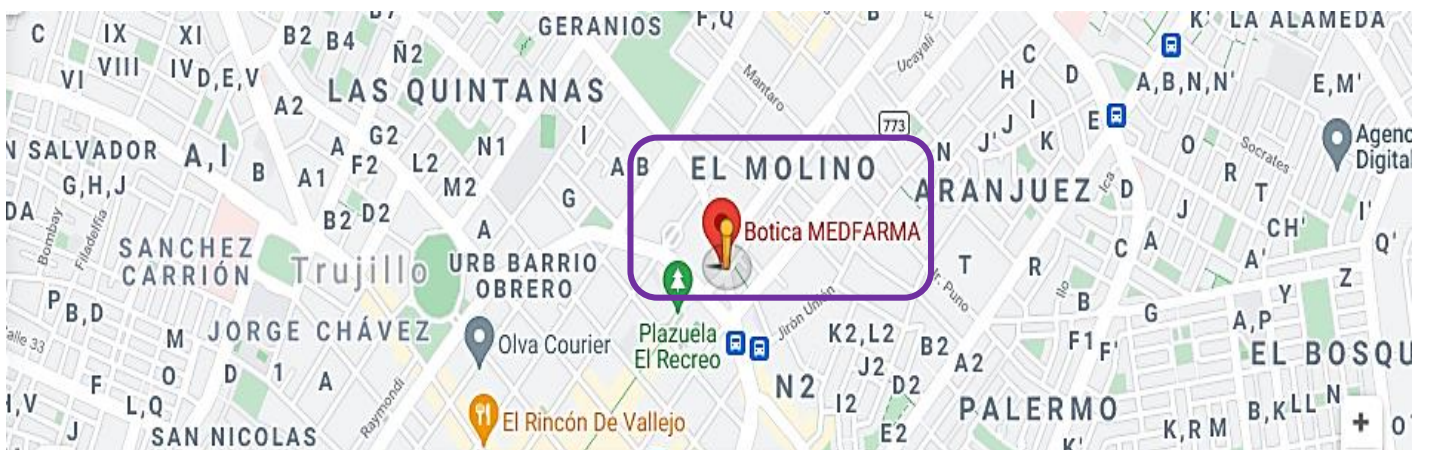 GERANIOS
F,Q
B
K'
LA ALAMEDA
C
IX
XI
B2
B4
Ñ2
Ucayali
C
VI
VIII
IV
D,E,V
LAS QUINTANAS
Mantaro
H
D
A,B,N,N'
E,M'
A2
I
773
J
E
N SALVADOR
A,I
A
G2
N1
I
N
J'
K
O
Socrates
Agenc
Digital
B
F2
L2
A
B
EL MOLINO
R
G,H,J
A1
M2
G
ARANJUEZ
Ica
D
T
DA
Bombay
Filadelfia
B2
D2
A
Botica MEDFARMA
J
CH'
I'
SANCHEZ
CARRIÓN
Trujillo
URB BARRIO
OBRERO
T
R
C
A
A'
Q'
Z
P
B,D
Jr. Puno
Ilo
B
G
Y
alle 33
M
JORGE CHÁVEZ
Olva Courier
Plazuela
El Recreo
Jirón Unión
K2,L2
B2
A2
F1
F'
A,P
EL BOSQU
F
O
D
1
A
Raymondi
N2
J2
D2
I,V
L,Q
El Rincón De Vallejo
I2
PALERMO
B,K
LL
N
J
SAN NICOLAS
E2
K'
K,R
M
+
O